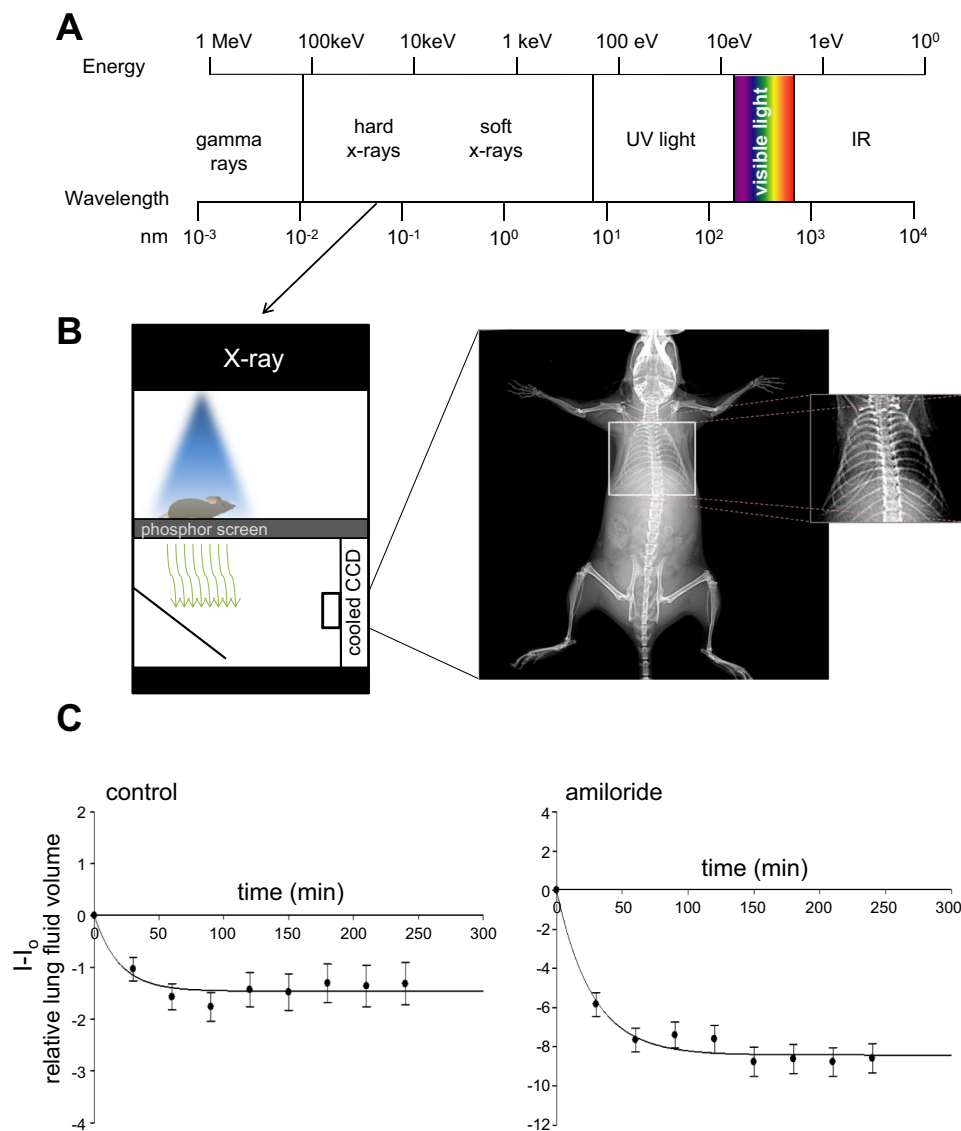 A
1 MeV 100keV 10keV 1 keV 100 eV 10eV 1eV 10⁰
Energy
gamma rays
hard x-rays
soft x-rays
UV light
visible light
IR
Wavelength
nm 10⁻³ 10⁻² 10⁻¹ 10⁰ 10¹ 10² 10³ 10⁴
B
X-ray
phosphor screen
cooled CCD
C
control
I-Iₒ
relative lung fluid volume
time (min)
2
1
0
-1
-2
-3
-4
0 50 100 150 200 250 300
amiloride
time (min)
4
2
0
-2
-4
-6
-8
-10
-12
0 50 100 150 200 250 300